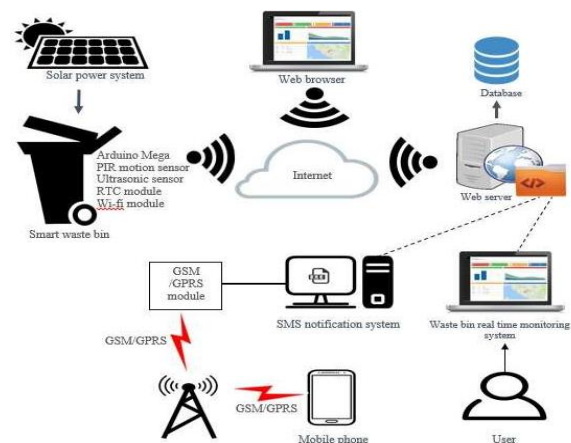 Solar power system
Web browser
Database
Arduino Mega
PIR motion sensor
Ultrasonic sensor
RTC module
Wi-fi module
Smart waste bin
Internet
Web server
</>
GSM
/GPRS
module
SMS notification system
Waste bin real time monitoring
system
GSM/GPRS
GSM/GPRS
Mobile phone
User